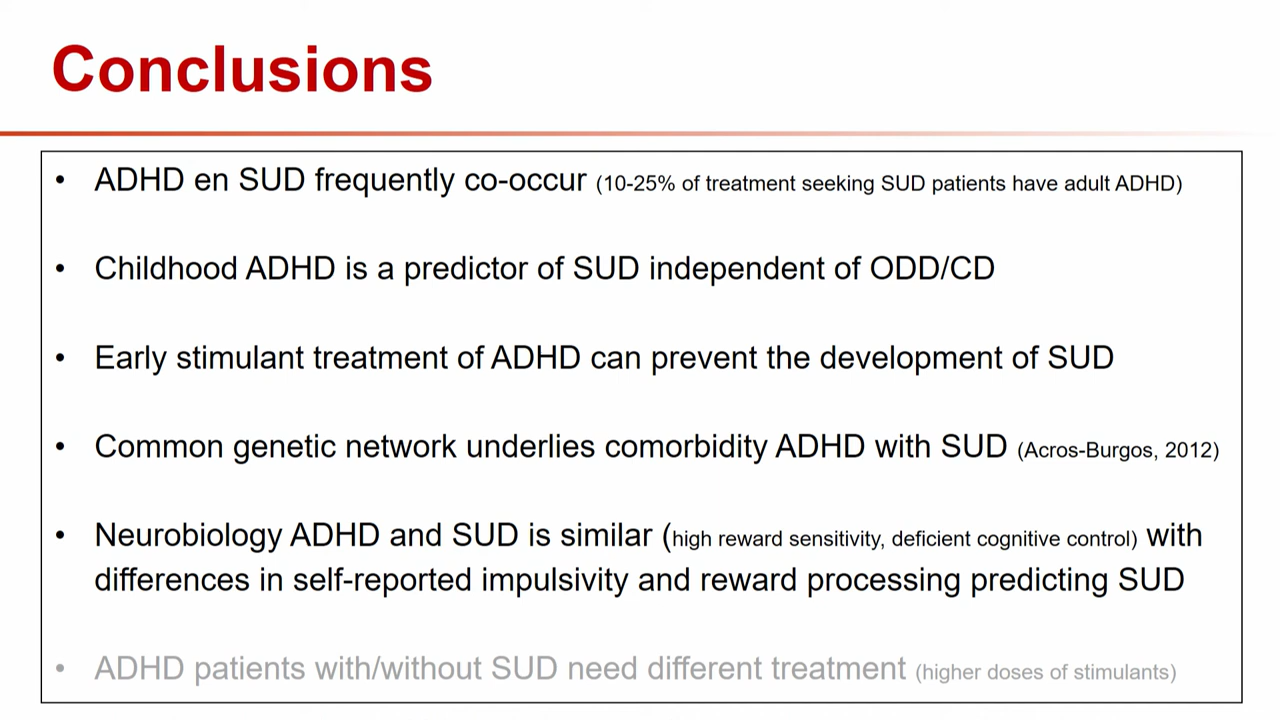 Conclusions
• ADHD en SUD frequently co-occur (10-25% of treatment seeking SUD patients have adult ADHD)
• Childhood ADHD is a predictor of SUD independent of ODD/CD
• Early stimulant treatment of ADHD can prevent the development of SUD
• Common genetic network underlies comorbidity ADHD with SUD (Acros-Burgos, 2012)
• Neurobiology ADHD and SUD is similar (high reward sensitivity, deficient cognitive control) with
differences in self-reported impulsivity and reward processing predicting SUD
• ADHD patients with/without SUD need different treatment (higher doses of stimulants)